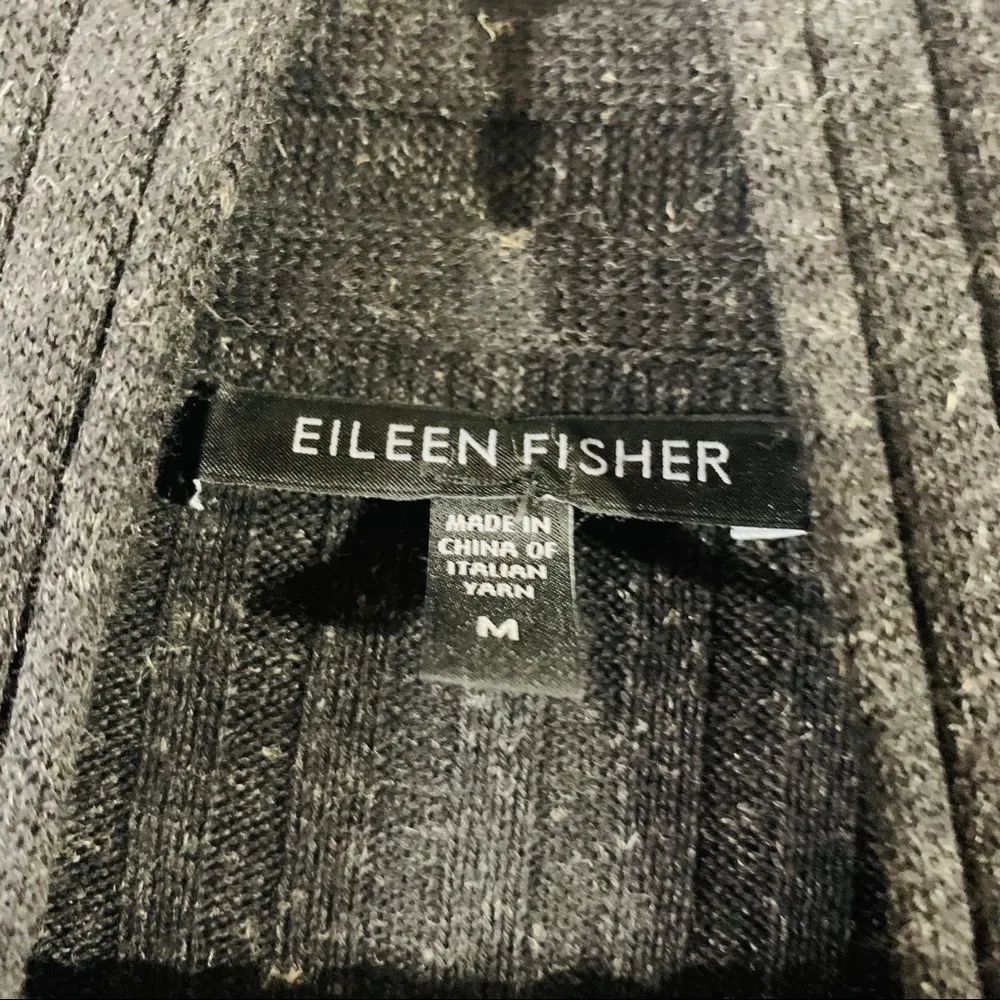 EILEEN FISHER
MADE IN
CHINA OF
ITALIAN
YARN
M